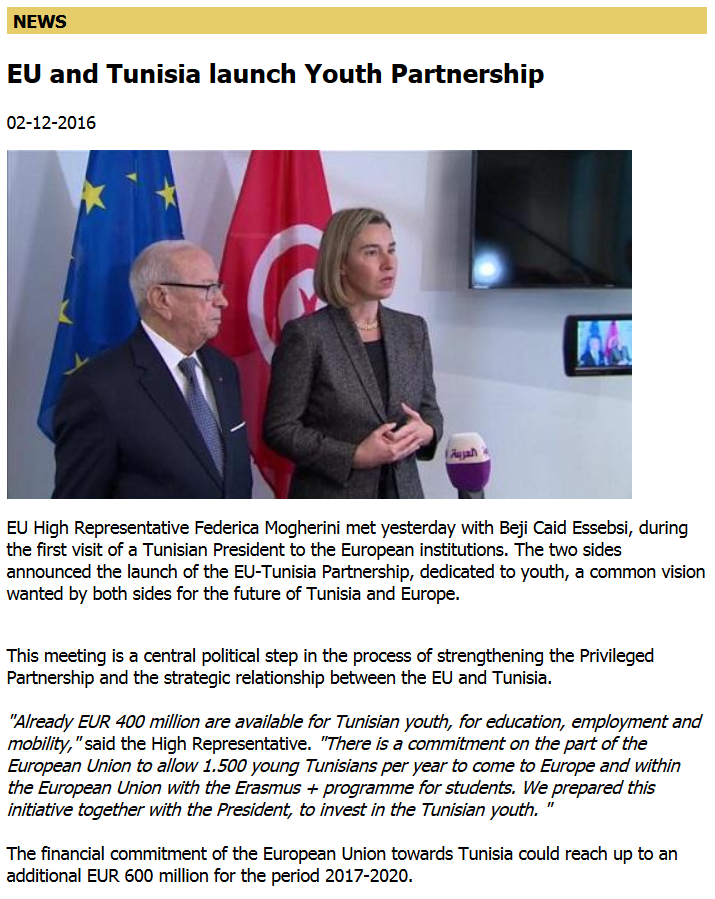 NEWS
EU and Tunisia launch Youth Partnership
02-12-2016
العربية
EU High Representative Federica Mogherini met yesterday with Beji Caid Essebsi, during
the first visit of a Tunisian President to the European institutions. The two sides
announced the launch of the EU-Tunisia Partnership, dedicated to youth, a common vision
wanted by both sides for the future of Tunisia and Europe.
This meeting is a central political step in the process of strengthening the Privileged
Partnership and the strategic relationship between the EU and Tunisia.
"Already EUR 400 million are available for Tunisian youth, for education, employment and
mobility," said the High Representative. "There is a commitment on the part of the
European Union to allow 1.500 young Tunisians per year to come to Europe and within
the European Union with the Erasmus + programme for students. We prepared this
initiative together with the President, to invest in the Tunisian youth. "
The financial commitment of the European Union towards Tunisia could reach up to an
additional EUR 600 million for the period 2017-2020.